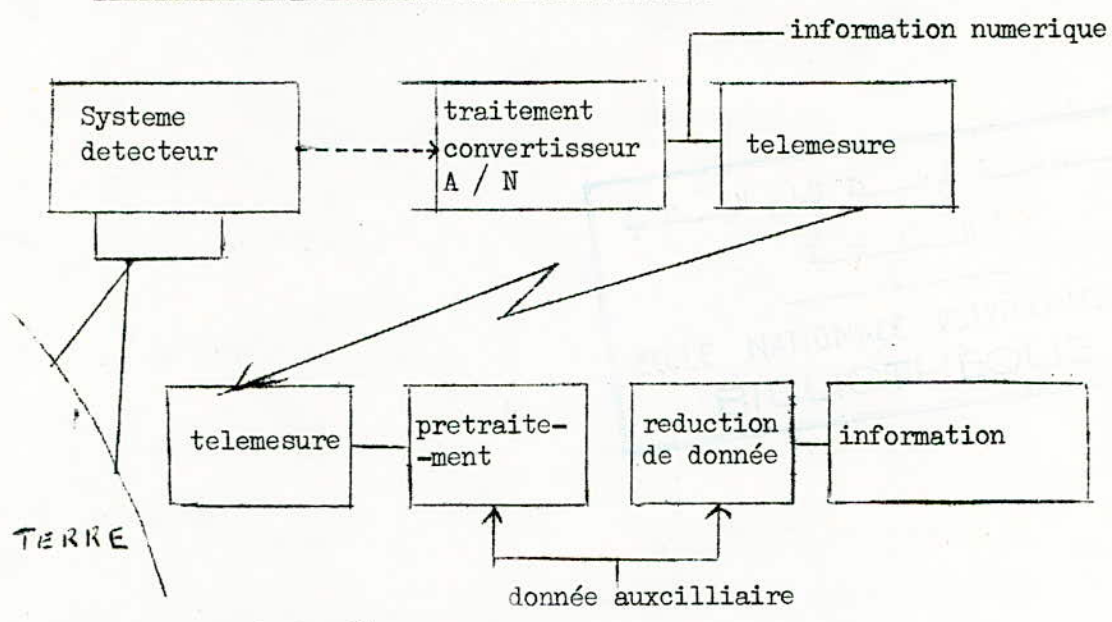 information numerique
Systeme
detecteur
traitement
convertisseur
A / N
telemesure
telemesure
pretraite-
-ment
reduction
de donnée
information
TERRE
donnée auxcilliaire